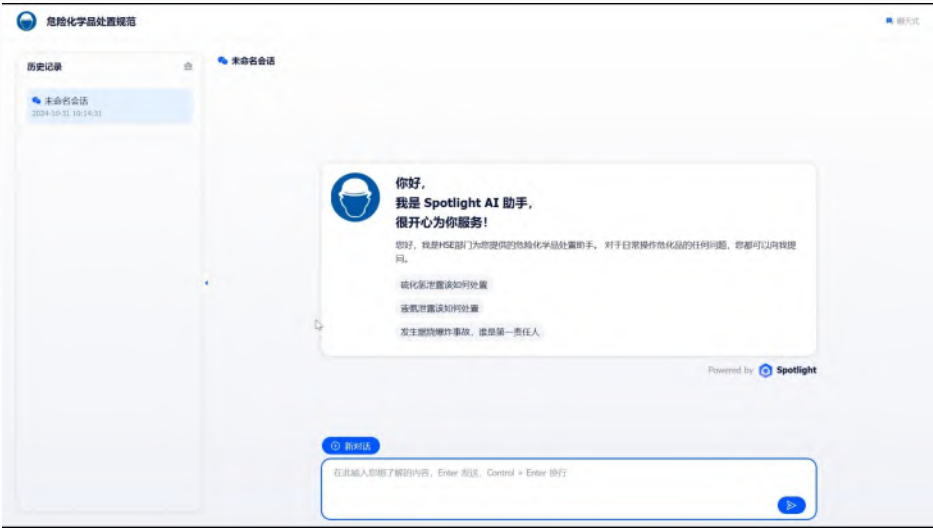 危险化学品处置规范
聊天式
历史记录
未命名会话
未命名会话
2024-10-31 10:14:31
你好，
我是 Spotlight AI 助手，
很开心为你服务！
您好，我是HSE部门为您提供的危险化学品处置助手。 对于日常操作危化品的任何问题，您都可以向我提
问。
硫化氢泄露该如何处置
液氨泄露该如何处置
发生燃烧爆炸事故，谁是第一责任人
Powered by Spotlight
新对话
在此输入您想了解的内容，Enter 发送，Control + Enter 换行